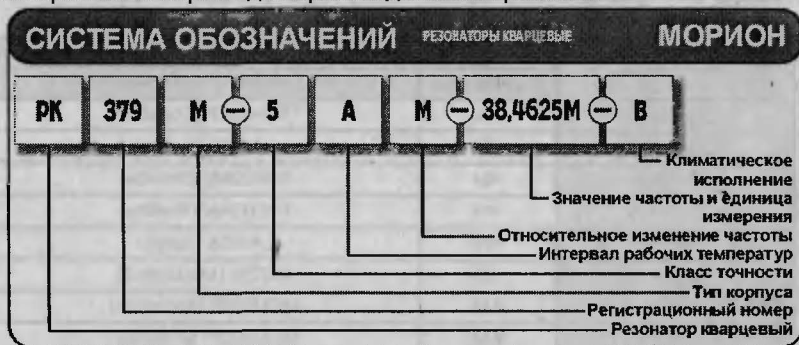 СИСТЕМА ОБОЗНАЧЕНИЙ РЕЗОНАТОРЫ КВАРЦЕВЫЕ МОРИОН
РК 379 М – 5 А М – 38,4625М – В
Климатическое
исполнение
Значение частоты и единица
измерения
Относительное изменение частоты
Интервал рабочих температур
Класс точности
Тип корпуса
Регистрационный номер
Резонатор кварцевый